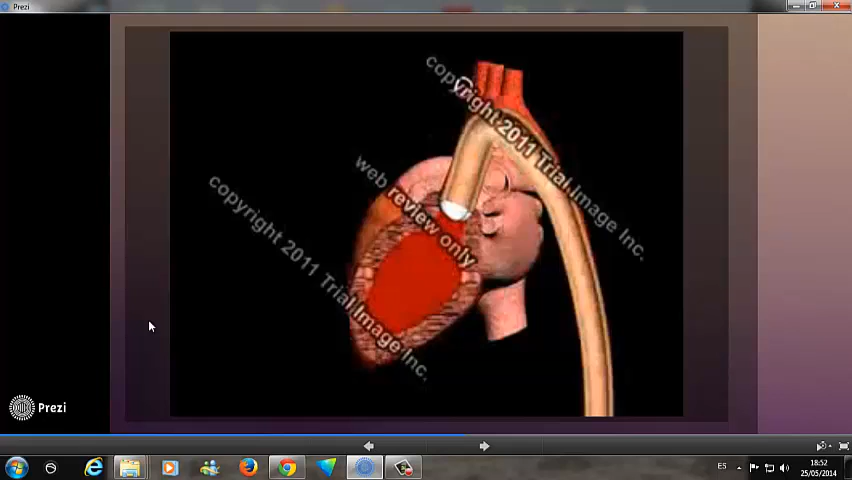 Prezi
copyright 2011 Trial Image Inc.
web review only
copyright 2011 Trial Image Inc.
Prezi
ES
18:52
25/05/2014